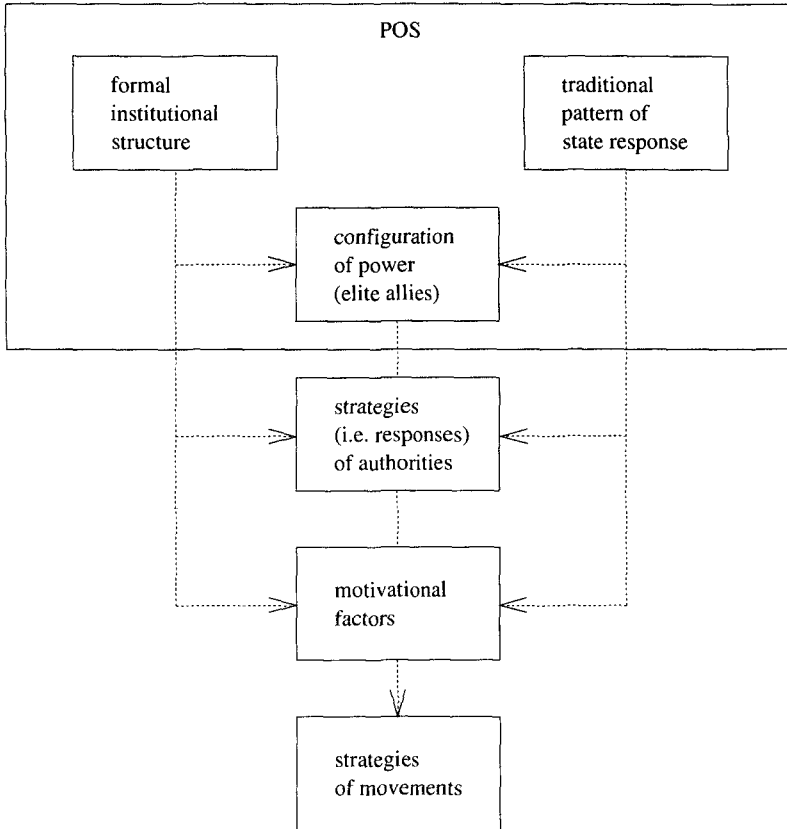 POS
formal
institutional
structure
traditional
pattern of
state response
configuration
of power
(elite allies)
strategies
(i.e. responses)
of authorities
motivational
factors
strategies
of movements